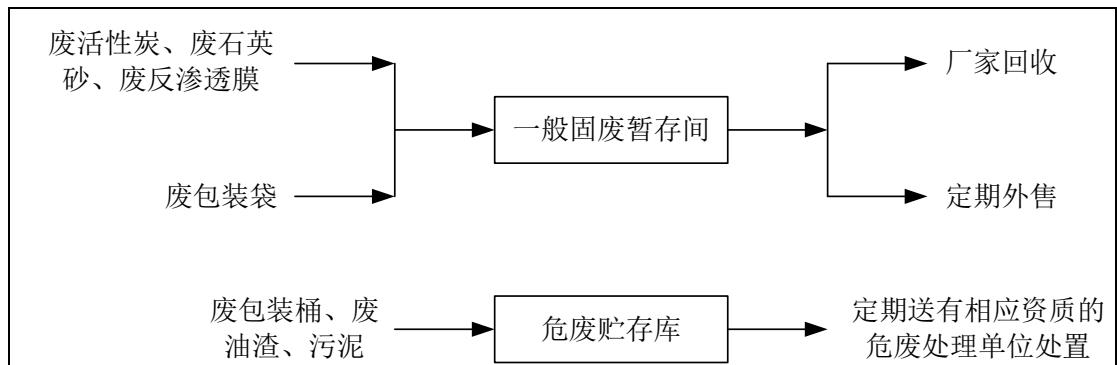 废活性炭、废石英
砂、废反渗透膜
厂家回收
一般固废暂存间
废包装袋
定期外售
废包装桶、废
油渣、污泥
危废贮存库
定期送有相应资质的
危废处理单位处置